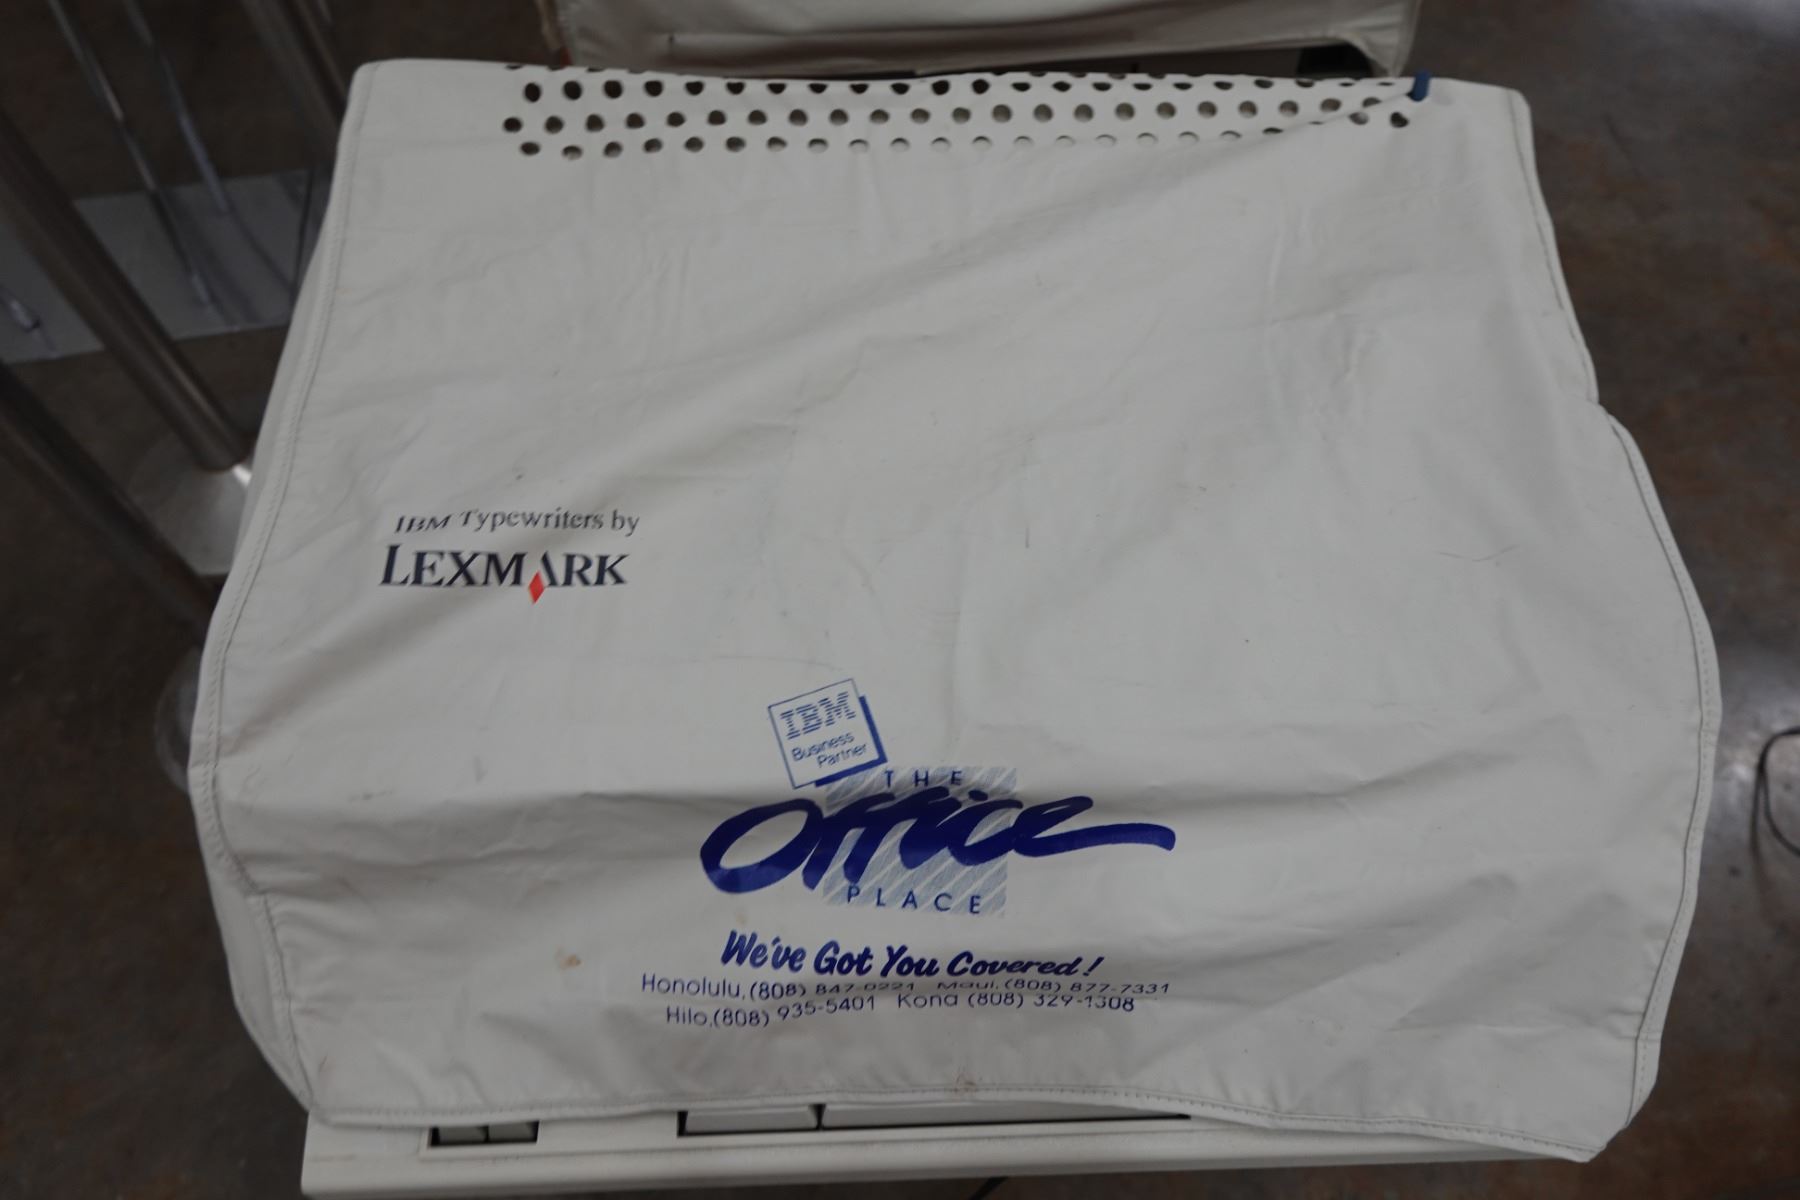 IBM Typewriters by
LEXMARK
IBM
Business
Partner
THE
Office
PLACE
We've Got You Covered!
Honolulu, (808) 847-0221 Maui, (808) 877-7331
Hilo, (808) 935-5401 Kona (808) 329-1308